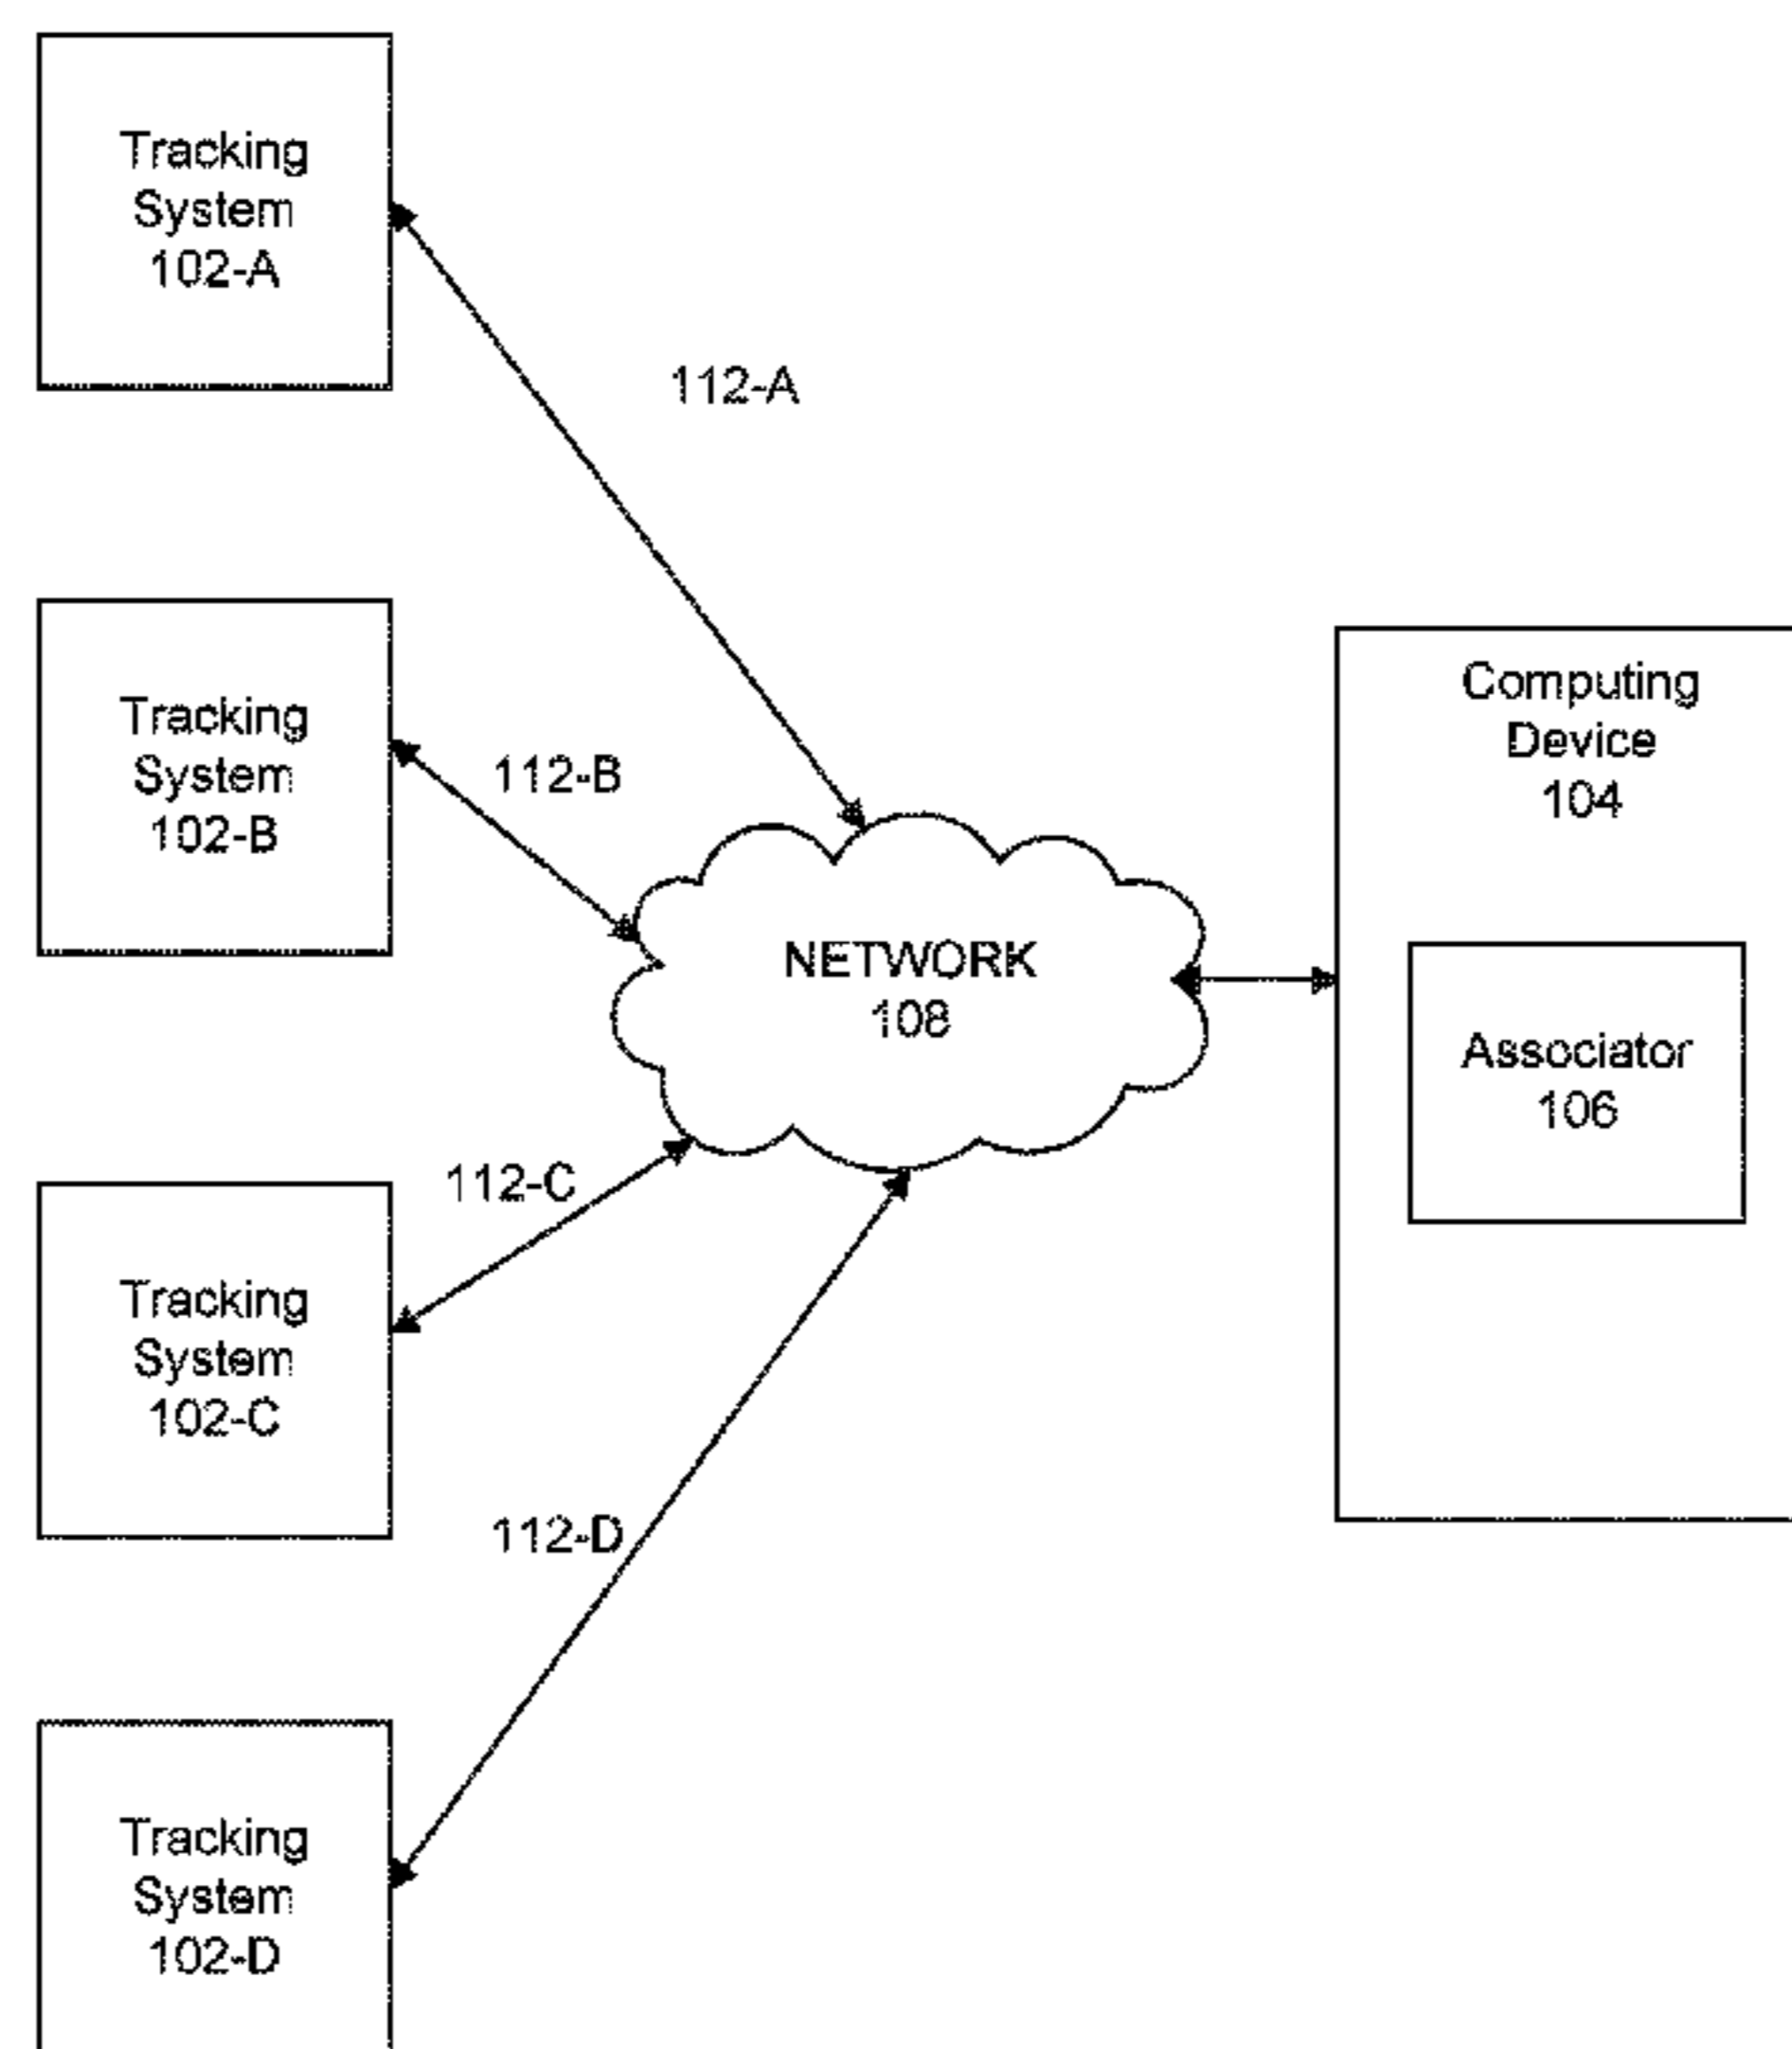 Tracking
System
102-A
112-A
Tracking
System
102-B
112-B
Computing
Device
104
NETWORK
108
Associator
106
112-C
Tracking
System
102-C
112-D
Tracking
System
102-D